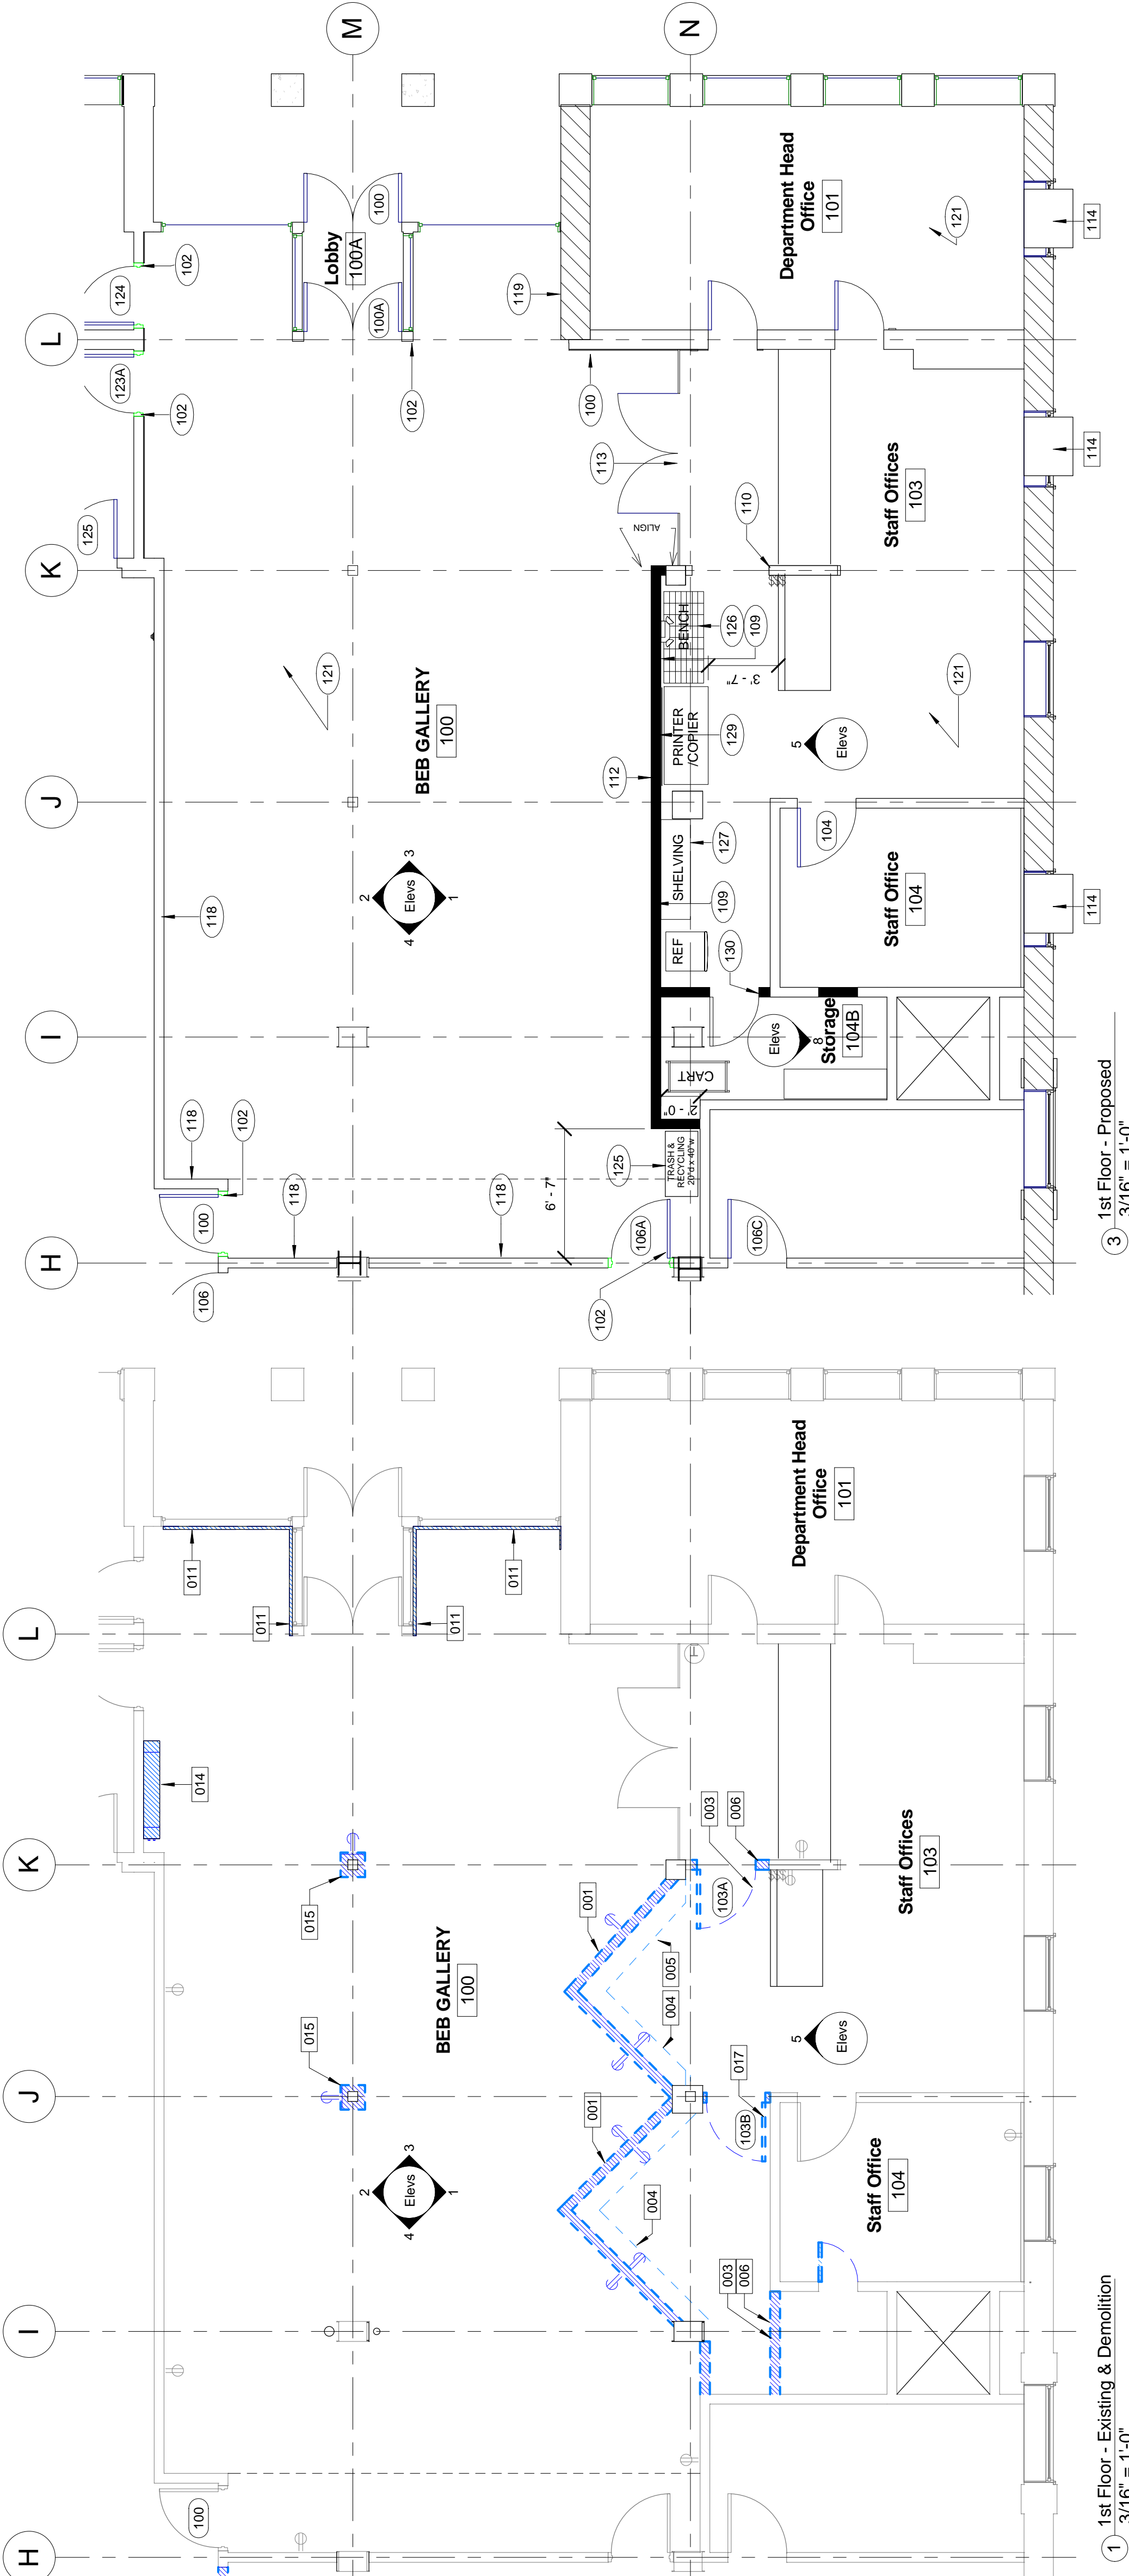 H
I
J
K
L
100
014
011
011
011
011
015
015
4
2
3
1
Elevs
BEB GALLERY
100
001
001
004
004
005
003
006
103A
103B
017
003
006
5
Elevs
Department Head
Office
101
Staff Office
104
Staff Offices
103
1
1st Floor - Existing & Demolition
3/16" = 1'-0"
H
I
J
K
L
M
N
125
123A
124
102
102
106
100
102
118
118
118
118
121
4
2
3
1
Elevs
BEB GALLERY
100
Lobby
100A
100
100A
102
119
100
113
ALIGN
6' - 7"
102
106A
106C
125
TRASH &
RECYCLING
20"d x 40"w
2' - 0"
CART
112
REF
SHELVING
PRINTER
/COPIER
BENCH
109
127
129
126
109
130
110
3' - 7"
Elevs
8
Storage
104B
5
Elevs
104
Staff Office
104
Staff Offices
103
Department Head
Office
101
121
121
114
114
114
3
1st Floor - Proposed
3/16" = 1'-0"